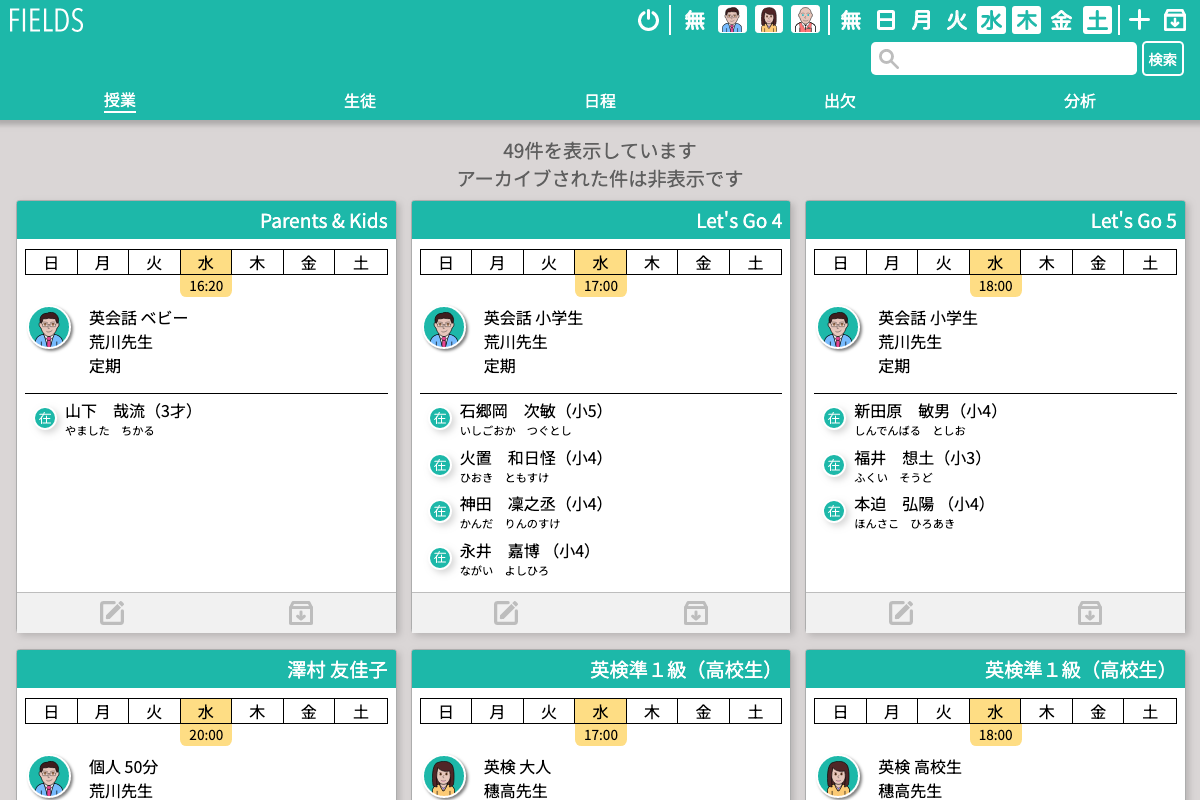 FIELDS
無 無 日 月 火 水 木 金 土
検索
授業 生徒 日程 出欠 分析
49件を表示しています
アーカイブされた件は非表示です
Parents & Kids
日 月 火 水 木 金 土
16:20
英会話 ベビー
荒川先生
定期
在 山下　哉流（3才）
やました　ちかる
Let's Go 4
日 月 火 水 木 金 土
17:00
英会話 小学生
荒川先生
定期
在 石郷岡　次敏（小5）
いしごおか　つぐとし
在 火置　和日怪（小4）
ひおき　ともすけ
在 神田　凜之丞（小4）
かんだ　りんのすけ
在 永井　嘉博 （小4）
ながい　よしひろ
Let's Go 5
日 月 火 水 木 金 土
18:00
英会話 小学生
荒川先生
定期
在 新田原　敏男（小4）
しんでんばる　としお
在 福井　想土（小3）
ふくい　そうど
在 本迫　弘陽 （小4）
ほんさこ　ひろあき
澤村 友佳子
日 月 火 水 木 金 土
20:00
個人 50分
荒川先生
英検準１級（高校生）
日 月 火 水 木 金 土
17:00
英検 大人
穂高先生
英検準１級（高校生）
日 月 火 水 木 金 土
18:00
英検 高校生
穂高先生